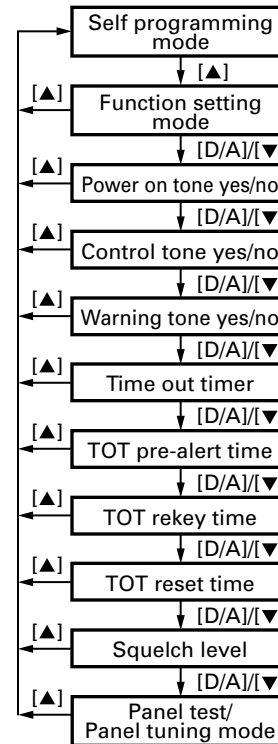 Self programming
mode
[▲]
[▲]
Function setting
mode
[D/A]/[▼
[▲]
Power on tone yes/no
[D/A]/[▼
[▲]
Control tone yes/no
[D/A]/[▼
[▲]
Warning tone yes/no
[D/A]/[▼
[▲]
Time out timer
[D/A]/[▼
[▲]
TOT pre-alert time
[D/A]/[▼
[▲]
TOT rekey time
[D/A]/[▼
[▲]
TOT reset time
[D/A]/[▼
[▲]
Squelch level
[D/A]/[▼
[▲]
Panel test/
Panel tuning mode